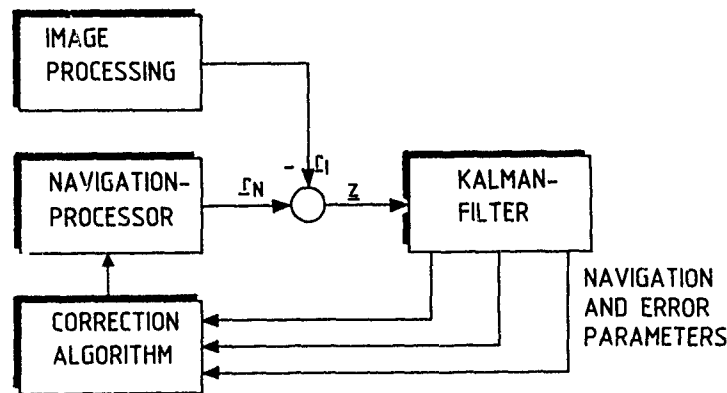 IMAGE
PROCESSING
- r_I
NAVIGATION-
PROCESSOR
r_N
z
KALMAN-
FILTER
NAVIGATION
AND ERROR
PARAMETERS
CORRECTION
ALGORITHM